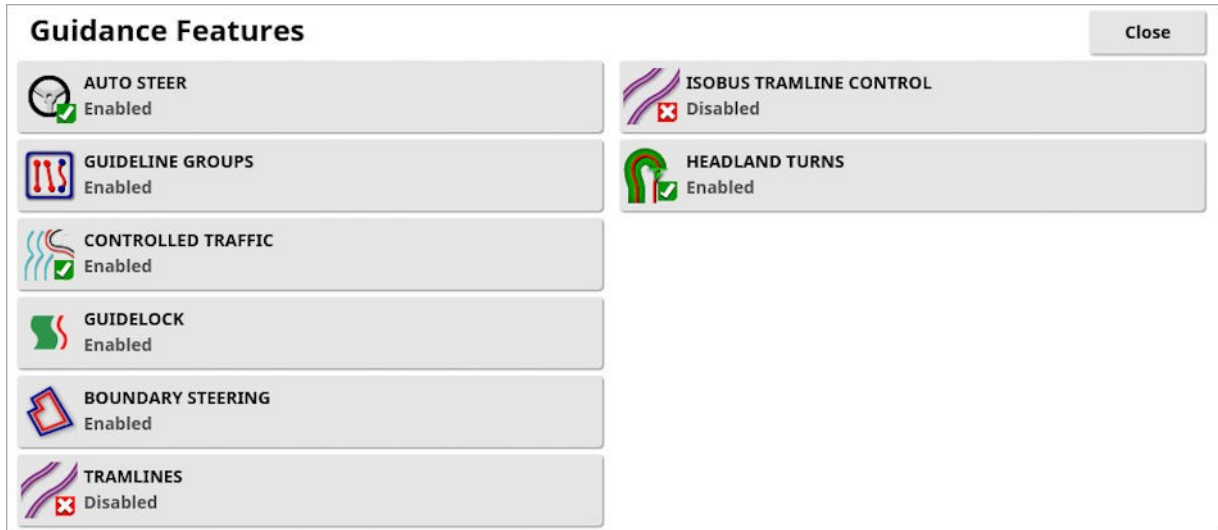 Guidance Features
Close
AUTO STEER
Enabled
GUIDELINE GROUPS
Enabled
CONTROLLED TRAFFIC
Enabled
GUIDELOCK
Enabled
BOUNDARY STEERING
Enabled
TRAMLINES
Disabled
ISOBUS TRAMLINE CONTROL
Disabled
HEADLAND TURNS
Enabled